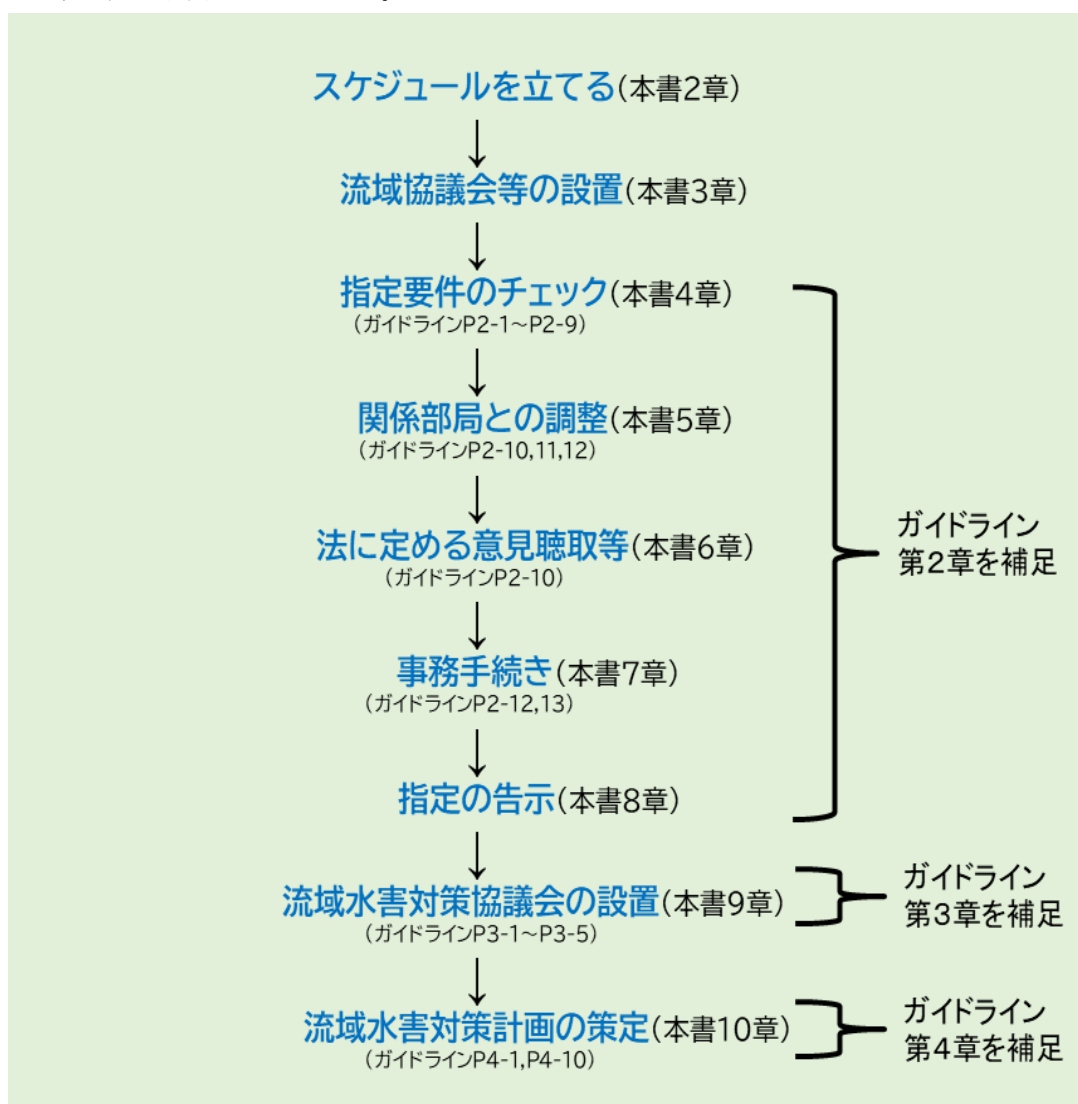 スケジュールを立てる(本書2章)
↓
流域協議会等の設置(本書3章)
↓
指定要件のチェック(本書4章)
(ガイドラインP2-1~P2-9)
↓
関係部局との調整(本書5章)
(ガイドラインP2-10,11,12)
↓
法に定める意見聴取等(本書6章)
(ガイドラインP2-10)
↓
事務手続き(本書7章)
(ガイドラインP2-12,13)
↓
指定の告示(本書8章)
ガイドライン
第2章を補足
↓
流域水害対策協議会の設置(本書9章)
(ガイドラインP3-1~P3-5)
ガイドライン
第3章を補足
↓
流域水害対策計画の策定(本書10章)
(ガイドラインP4-1,P4-10)
ガイドライン
第4章を補足